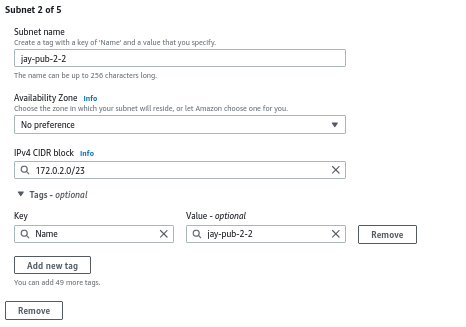 Subnet 2 of 5
Subnet name
Create a tag with a key of 'Name' and a value that you specify.
jay-pub-2-2
The name can be up to 256 characters long.
Availability Zone Info
Choose the zone in which your subnet will reside, or let Amazon choose one for you.
No preference
IPv4 CIDR block Info
172.0.2.0/23
Tags - optional
Key Value - optional
Name jay-pub-2-2 Remove
Add new tag
You can add 49 more tags.
Remove